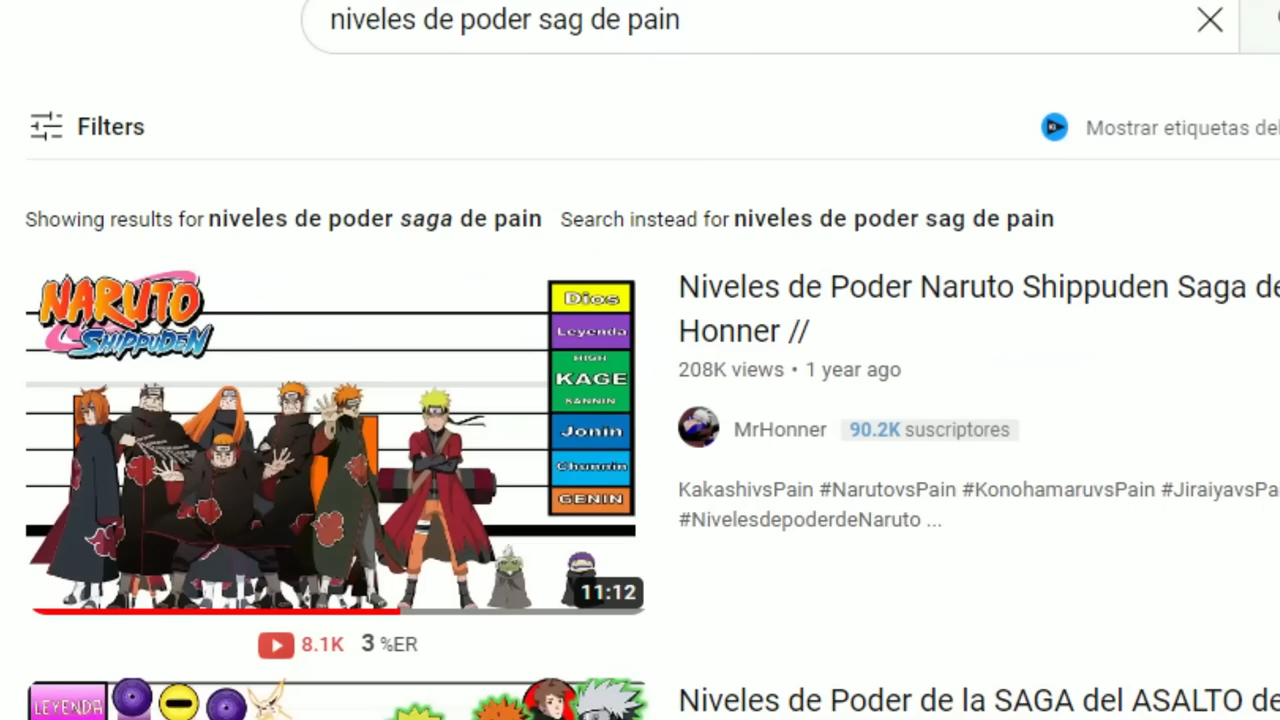 niveles de poder sag de pain
Filters
Mostrar etiquetas del
Showing results for niveles de poder saga de pain Search instead for niveles de poder sag de pain
NARUTO
SHIPPUDEN
Dios
Leyenda
HIGH
KAGE
SANNIN
Jonin
Chunnin
GENIN
11:12
Niveles de Poder Naruto Shippuden Saga de
Honner //
208K views • 1 year ago
MrHonner 90.2K suscriptores
KakashivsPain #NarutovsPain #KonohamaruvsPain #JiraiyavsPai
#NivelesdepoderdeNaruto ...
8.1K 3 %ER
LEYENDA
Niveles de Poder de la SAGA del ASALTO de